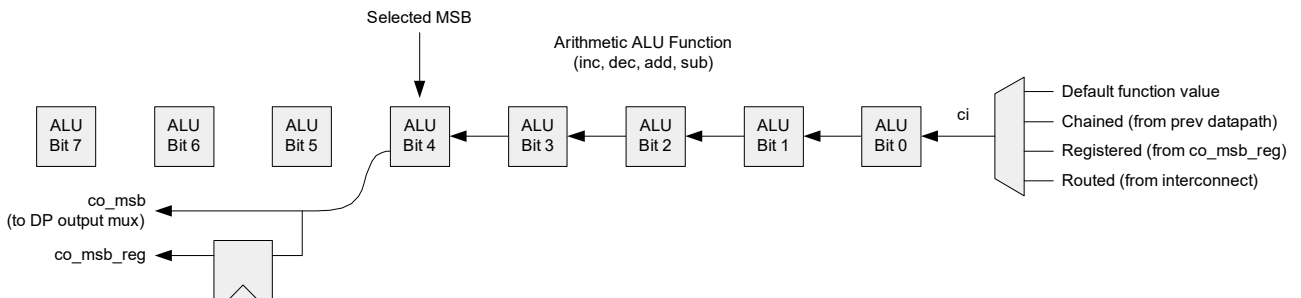 Selected MSB
Arithmetic ALU Function
(inc, dec, add, sub)
ALU
Bit 7
ALU
Bit 6
ALU
Bit 5
ALU
Bit 4
ALU
Bit 3
ALU
Bit 2
ALU
Bit 1
ALU
Bit 0
ci
Default function value
Chained (from prev datapath)
Registered (from co_msb_reg)
Routed (from interconnect)
co_msb
(to DP output mux)
co_msb_reg